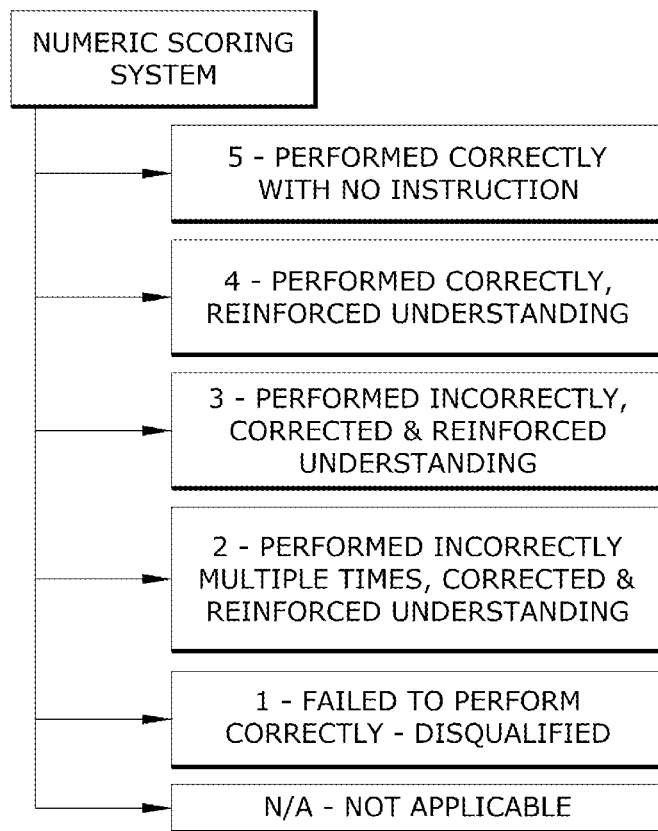 NUMERIC SCORING
SYSTEM
5 - PERFORMED CORRECTLY
WITH NO INSTRUCTION
4 - PERFORMED CORRECTLY,
REINFORCED UNDERSTANDING
3 - PERFORMED INCORRECTLY,
CORRECTED & REINFORCED
UNDERSTANDING
2 - PERFORMED INCORRECTLY
MULTIPLE TIMES, CORRECTED &
REINFORCED UNDERSTANDING
1 - FAILED TO PERFORM
CORRECTLY - DISQUALIFIED
N/A - NOT APPLICABLE